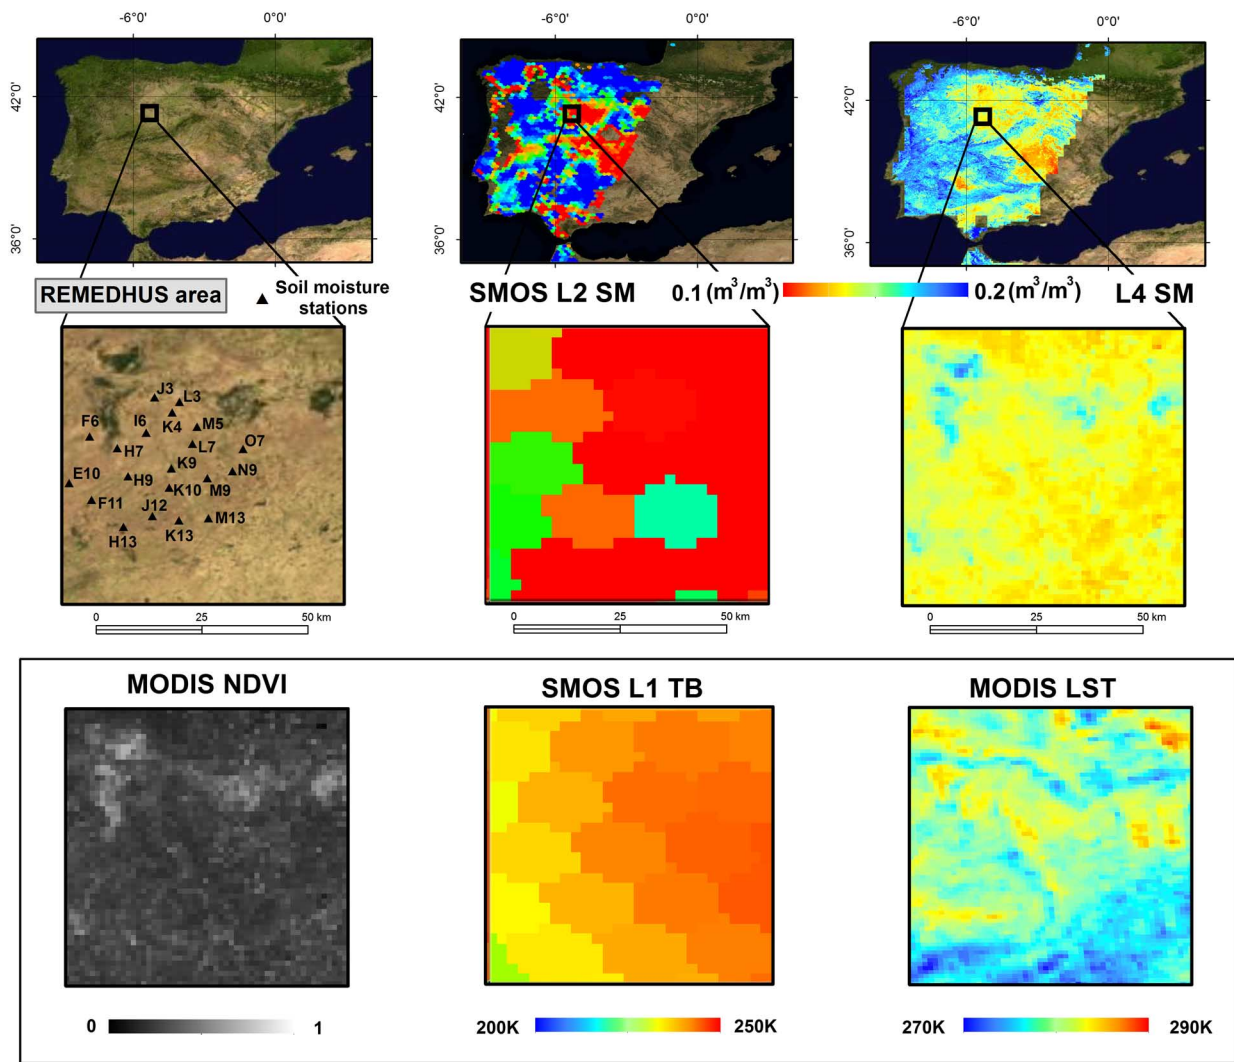 -6°0'
0°0'
-6°0'
0°0'
-6°0'
0°0'
42°0'
36°0'
42°0'
36°0'
42°0'
36°0'
REMEDHUS area
Soil moisture
stations
SMOS L2 SM
0.1 (m³/m³)
0.2 (m³/m³)
L4 SM
J3
L3
F6
I6
K4
M5
H7
L7
O7
E10
H9
K9
N9
F11
K10
M9
J12
M13
H13
K13
0 25 50 km
0 25 50 km
0 25 50 km
MODIS NDVI
SMOS L1 TB
MODIS LST
0 1
200K 250K
270K 290K